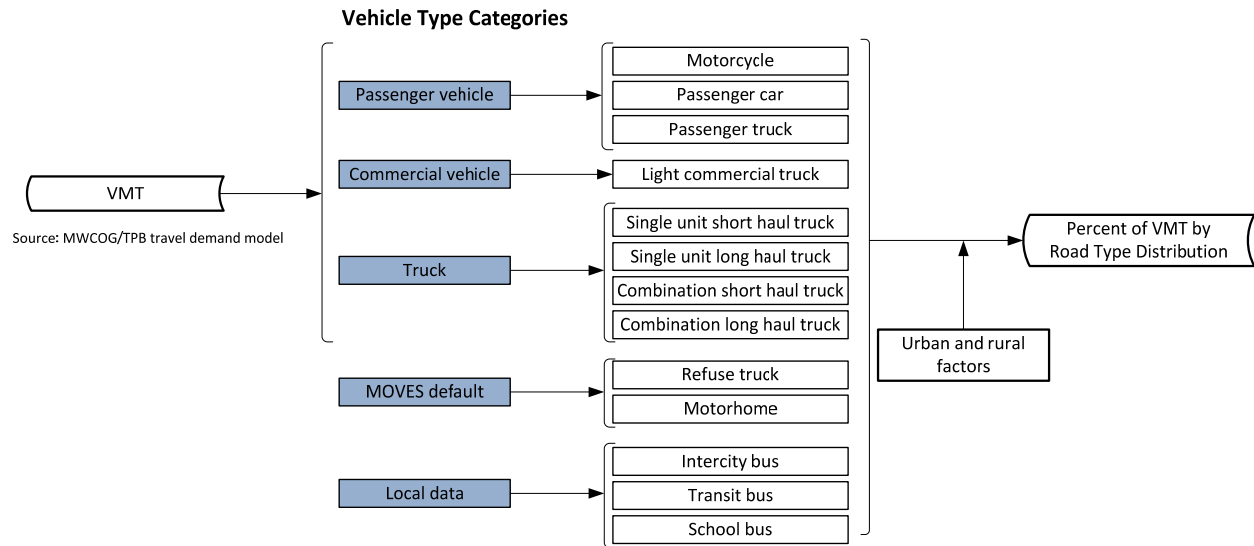 Vehicle Type Categories
VMT
Source: MWCOG/TPB travel demand model
Passenger vehicle
Motorcycle
Passenger car
Passenger truck
Commercial vehicle
Light commercial truck
Truck
Single unit short haul truck
Single unit long haul truck
Combination short haul truck
Combination long haul truck
MOVES default
Refuse truck
Motorhome
Local data
Intercity bus
Transit bus
School bus
Urban and rural
factors
Percent of VMT by
Road Type Distribution